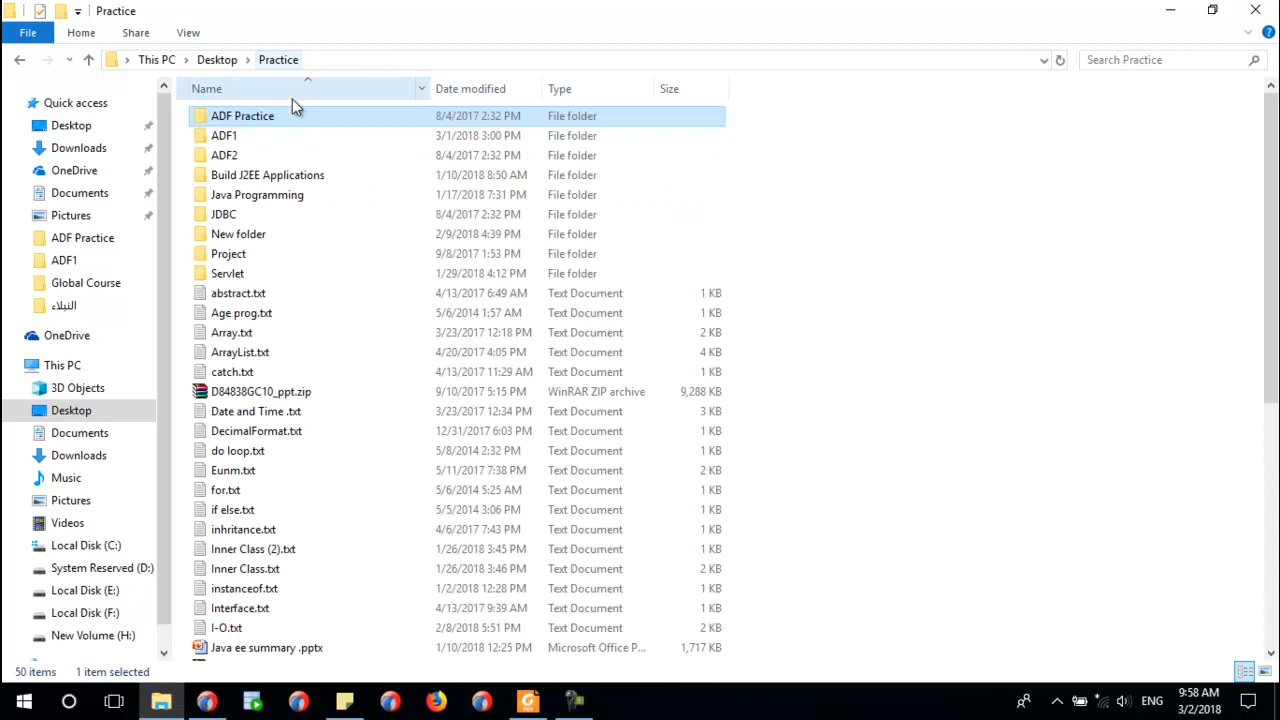 Practice
File Home Share View
This PC Desktop Practice Search Practice
Name Date modified Type Size
Quick access
Desktop
Downloads
OneDrive
Documents
Pictures
ADF Practice
ADF1
Global Course
النبلاء
OneDrive
This PC
3D Objects
Desktop
Documents
Downloads
Music
Pictures
Videos
Local Disk (C:)
System Reserved (D:)
Local Disk (E:)
Local Disk (F:)
New Volume (H:)
ADF Practice 8/4/2017 2:32 PM File folder
ADF1 3/1/2018 3:00 PM File folder
ADF2 8/4/2017 2:32 PM File folder
Build J2EE Applications 1/10/2018 8:50 AM File folder
Java Programming 1/17/2018 7:31 PM File folder
JDBC 8/4/2017 2:32 PM File folder
New folder 2/9/2018 4:39 PM File folder
Project 9/8/2017 1:53 PM File folder
Servlet 1/29/2018 4:12 PM File folder
abstract.txt 4/13/2017 6:49 AM Text Document 1 KB
Age prog.txt 5/6/2014 1:57 AM Text Document 1 KB
Array.txt 3/23/2017 12:18 PM Text Document 2 KB
ArrayList.txt 4/20/2017 4:05 PM Text Document 4 KB
catch.txt 4/13/2017 11:29 AM Text Document 1 KB
D84838GC10_ppt.zip 9/10/2017 5:15 PM WinRAR ZIP archive 9,288 KB
Date and Time .txt 3/23/2017 12:34 PM Text Document 3 KB
DecimalFormat.txt 12/31/2017 6:03 PM Text Document 1 KB
do loop.txt 5/8/2014 2:32 PM Text Document 1 KB
Eunm.txt 5/11/2017 7:38 PM Text Document 2 KB
for.txt 5/6/2014 5:25 AM Text Document 1 KB
if else.txt 5/5/2014 3:06 PM Text Document 1 KB
inhritance.txt 4/6/2017 7:43 PM Text Document 1 KB
Inner Class (2).txt 1/26/2018 3:45 PM Text Document 1 KB
Inner Class.txt 1/26/2018 3:46 PM Text Document 2 KB
instanceof.txt 1/2/2018 12:28 PM Text Document 1 KB
Interface.txt 4/13/2017 9:39 AM Text Document 1 KB
I-O.txt 2/8/2018 5:51 PM Text Document 1 KB
Java ee summary .pptx 1/10/2018 12:25 PM Microsoft Office P... 1,717 KB
50 items 1 item selected
ENG 9:58 AM
3/2/2018